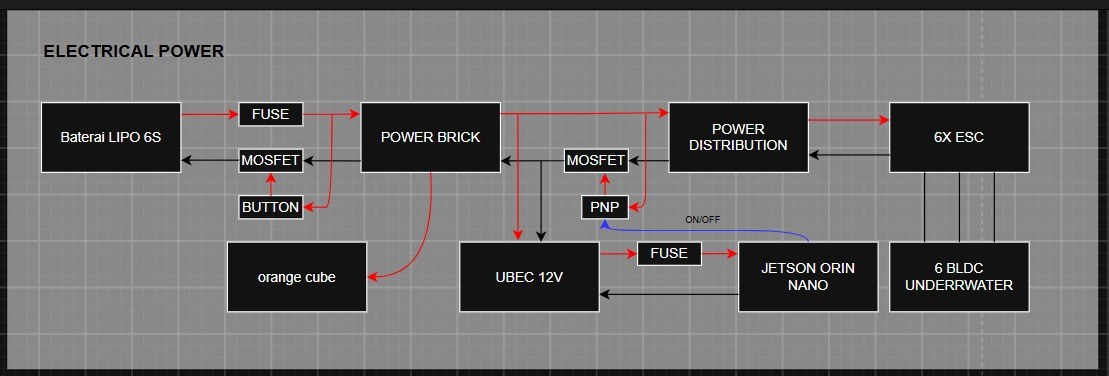 ELECTRICAL POWER
Baterai LIPO 6S
FUSE
POWER BRICK
POWER
DISTRIBUTION
6X ESC
MOSFET
MOSFET
BUTTON
PNP
ON/OFF
orange cube
UBEC 12V
FUSE
JETSON ORIN
NANO
6 BLDC
UNDERRWATER